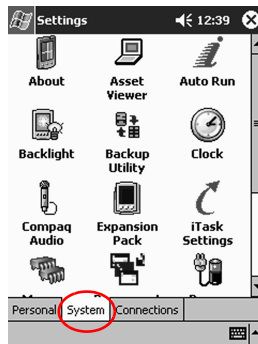 Settings 12:39
About Asset Viewer Auto Run
Backlight Backup Utility Clock
Compaq Audio Expansion Pack iTask Settings
Personal System Connections